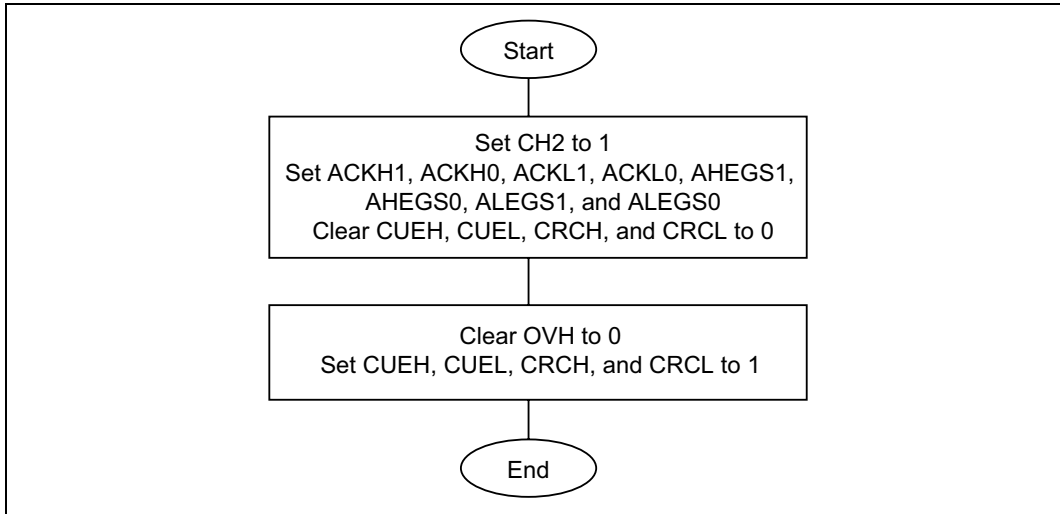 Start
Set CH2 to 1
Set ACKH1, ACKH0, ACKL1, ACKL0, AHEGS1,
AHEGS0, ALEGS1, and ALEGS0
Clear CUEH, CUEL, CRCH, and CRCL to 0
Clear OVH to 0
Set CUEH, CUEL, CRCH, and CRCL to 1
End